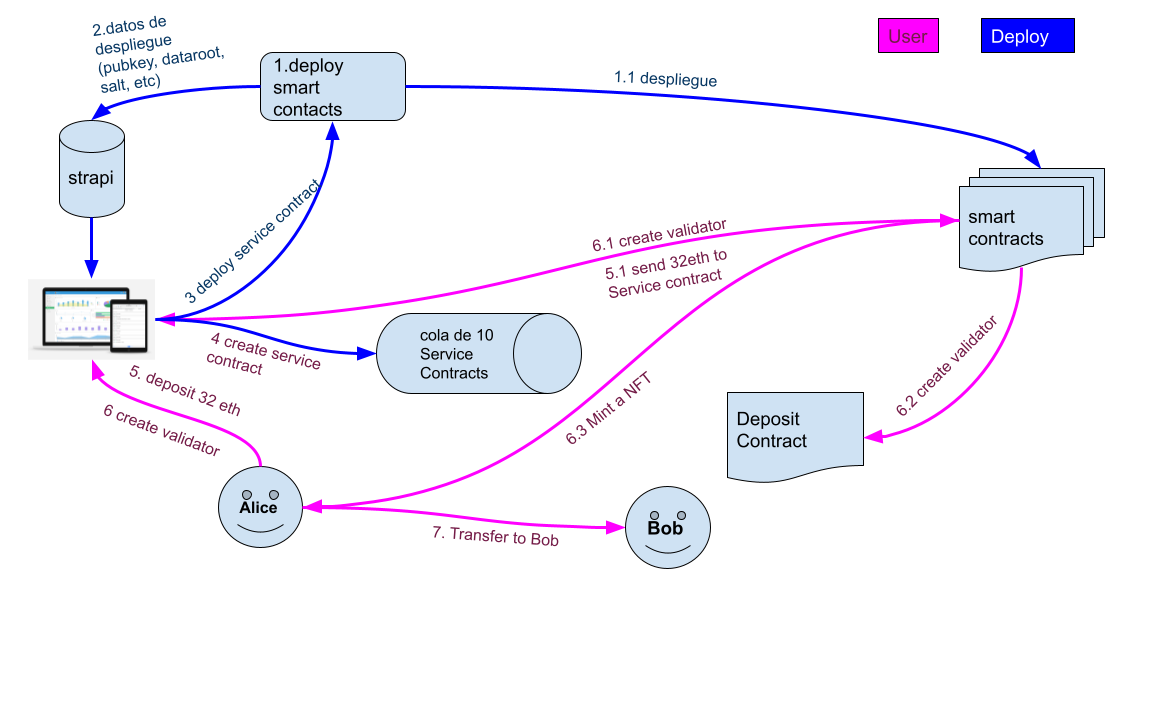 2.datos de
despliegue
(pubkey, dataroot,
salt, etc)
1.deploy
smart
contacts
1.1 despliegue
User
Deploy
strapi
3 deploy service contract
6.1 create validator
5.1 send 32eth to
Service contract
smart
contracts
4 create service
contract
cola de 10
Service
Contracts
5. deposit 32 eth
6 create validator
6.3 Mint a NFT
6.2 create validator
Deposit
Contract
Alice
7. Transfer to Bob
Bob